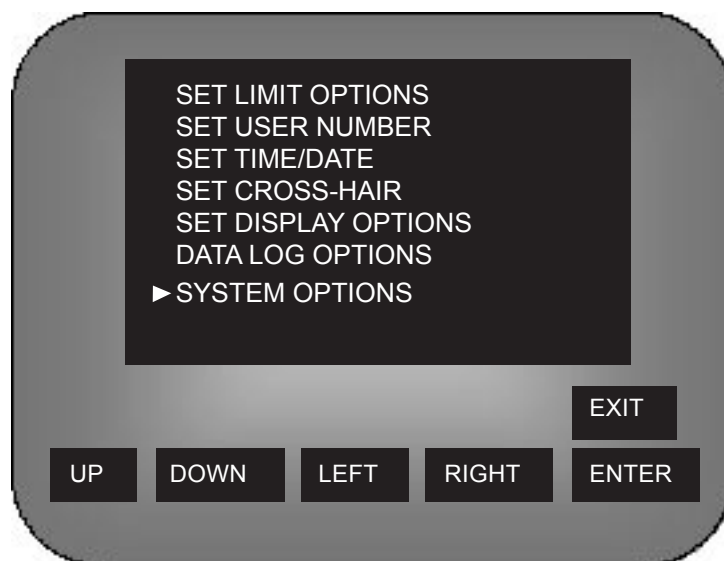 SET LIMIT OPTIONS
SET USER NUMBER
SET TIME/DATE
SET CROSS-HAIR
SET DISPLAY OPTIONS
DATA LOG OPTIONS
SYSTEM OPTIONS
EXIT
UP DOWN LEFT RIGHT ENTER